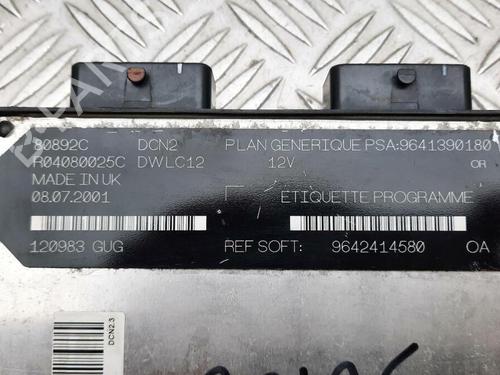 80892C DCN2 PLAN GENERIQUE PSA:9641390180
R04080025C DWLC12 12V OR
MADE IN UK
08.07.2001 ETIQUETTE PROGRAMME
120983 GUG REF SOFT: 9642414580 OA
DCN2.3